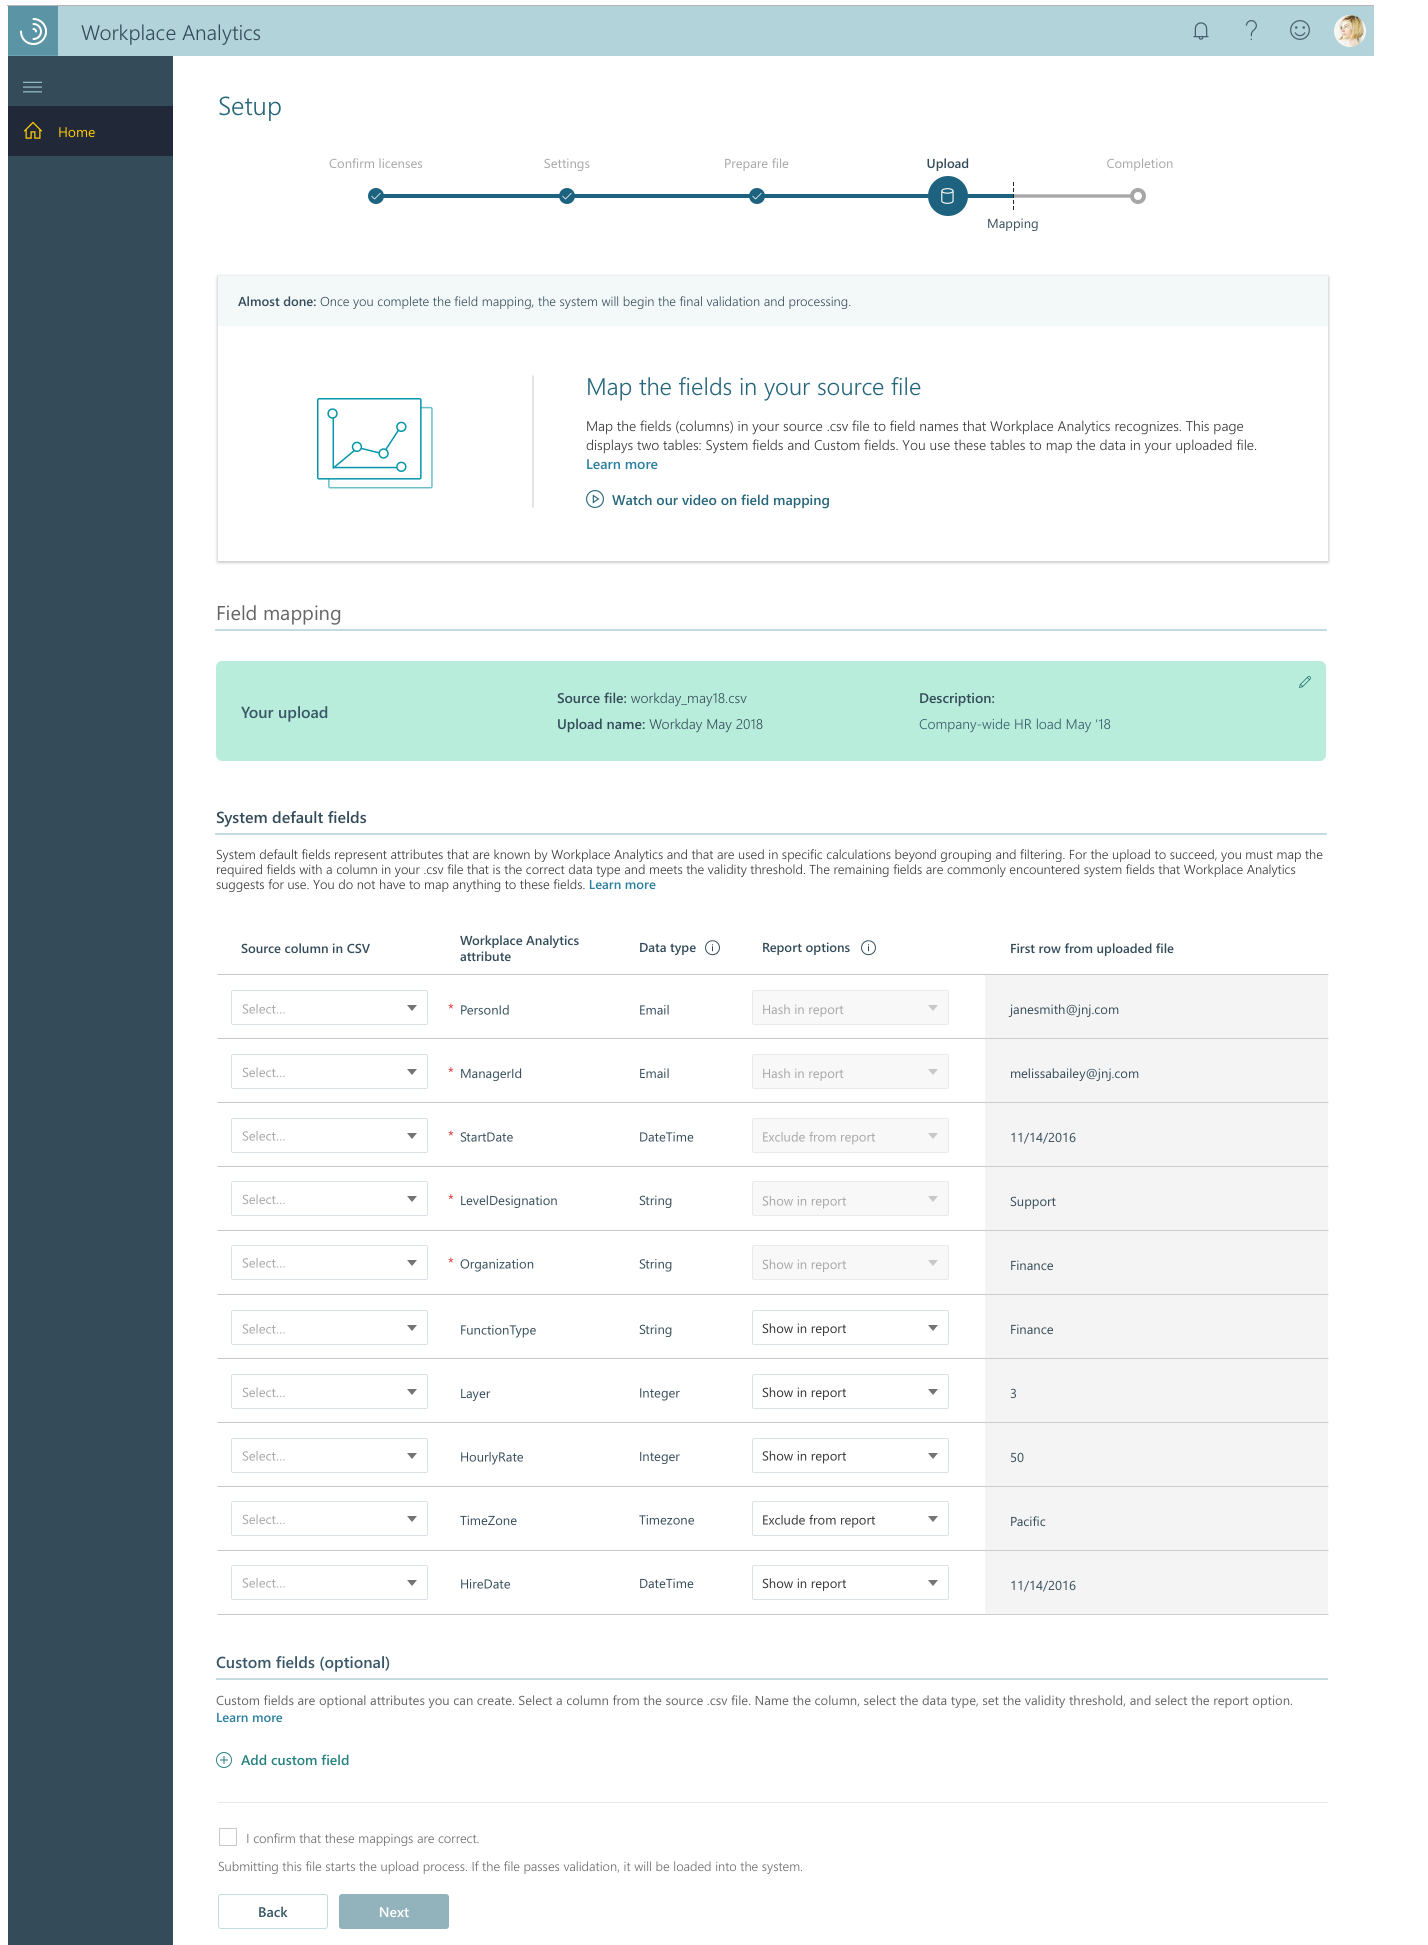 Workplace Analytics
Home
Setup
Confirm licenses
Settings
Prepare file
Upload
Completion
Mapping
Almost done: Once you complete the field mapping, the system will begin the final validation and processing.
Map the fields in your source file
Map the fields (columns) in your source .csv file to field names that Workplace Analytics recognizes. This page
displays two tables: System fields and Custom fields. You use these tables to map the data in your uploaded file.
Learn more
Watch our video on field mapping
Field mapping
Your upload
Source file: workday_may18.csv
Upload name: Workday May 2018
Description:
Company-wide HR load May '18
System default fields
System default fields represent attributes that are known by Workplace Analytics and that are used in specific calculations beyond grouping and filtering. For the upload to succeed, you must map the
required fields with a column in your .csv file that is the correct data type and meets the validity threshold. The remaining fields are commonly encountered system fields that Workplace Analytics
suggests for use. You do not have to map anything to these fields. Learn more
Source column in CSV
Workplace Analytics
attribute
Data type
Report options
First row from uploaded file
Select... * PersonId Email Hash in report janesmith@jnj.com
Select... * ManagerId Email Hash in report melissabailey@jnj.com
Select... * StartDate DateTime Exclude from report 11/14/2016
Select... * LevelDesignation String Show in report Support
Select... * Organization String Show in report Finance
Select... FunctionType String Show in report Finance
Select... Layer Integer Show in report 3
Select... HourlyRate Integer Show in report 50
Select... TimeZone Timezone Exclude from report Pacific
Select... HireDate DateTime Show in report 11/14/2016
Custom fields (optional)
Custom fields are optional attributes you can create. Select a column from the source .csv file. Name the column, select the data type, set the validity threshold, and select the report option.
Learn more
Add custom field
I confirm that these mappings are correct.
Submitting this file starts the upload process. If the file passes validation, it will be loaded into the system.
Back
Next